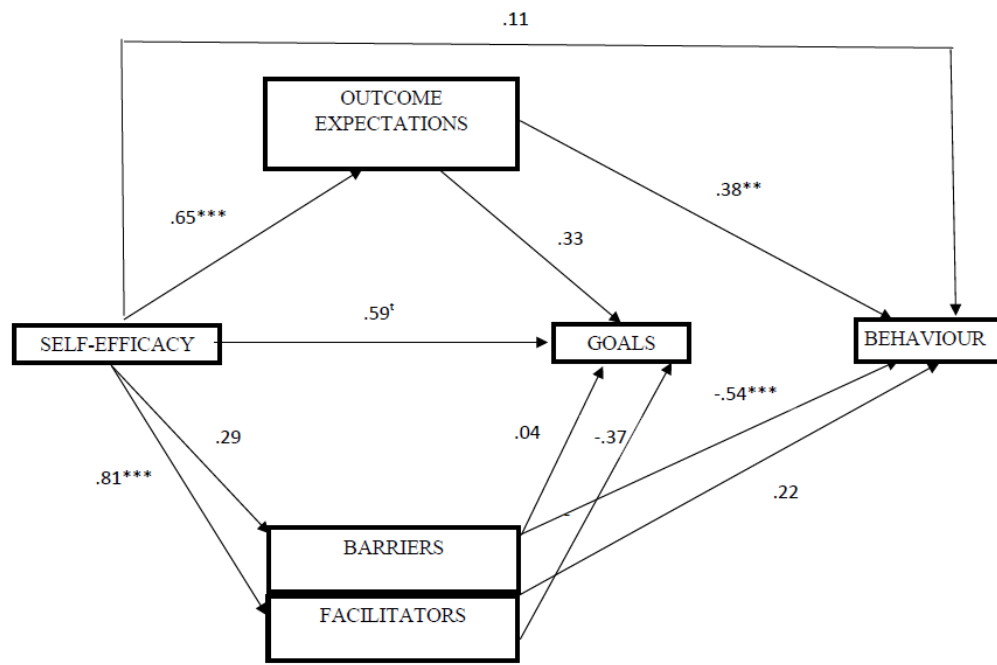 .11
OUTCOME
EXPECTATIONS
.38**
.65***
.33
.59ᵗ
SELF-EFFICACY
GOALS
BEHAVIOUR
-.54***
.29
.04
-.37
.81***
.22
BARRIERS
FACILITATORS